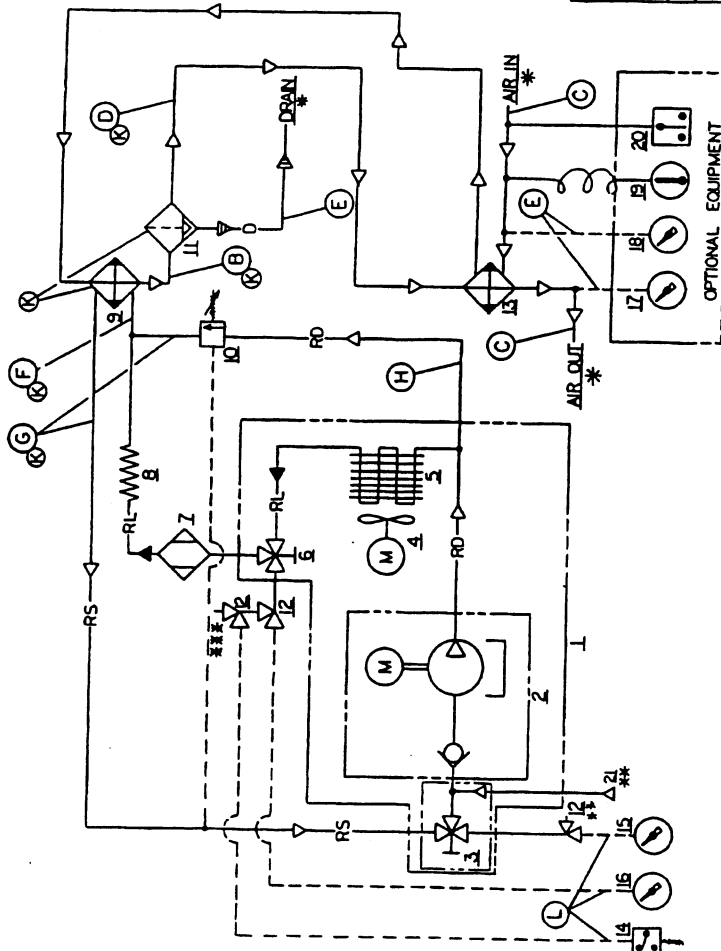 14
L
16
15
RS
RS
12
**
3
21
**
***
12
12
6
RL
7
RL
8
G
K
F
K
K
2
M
1
M
4
5
RD
H
RD
10
9
B
K
11
D
K
D
E
DRAIN
*
AIR OUT
*
C
13
AIR IN
*
C
E
17
18
19
20
OPTIONAL EQUIPMENT